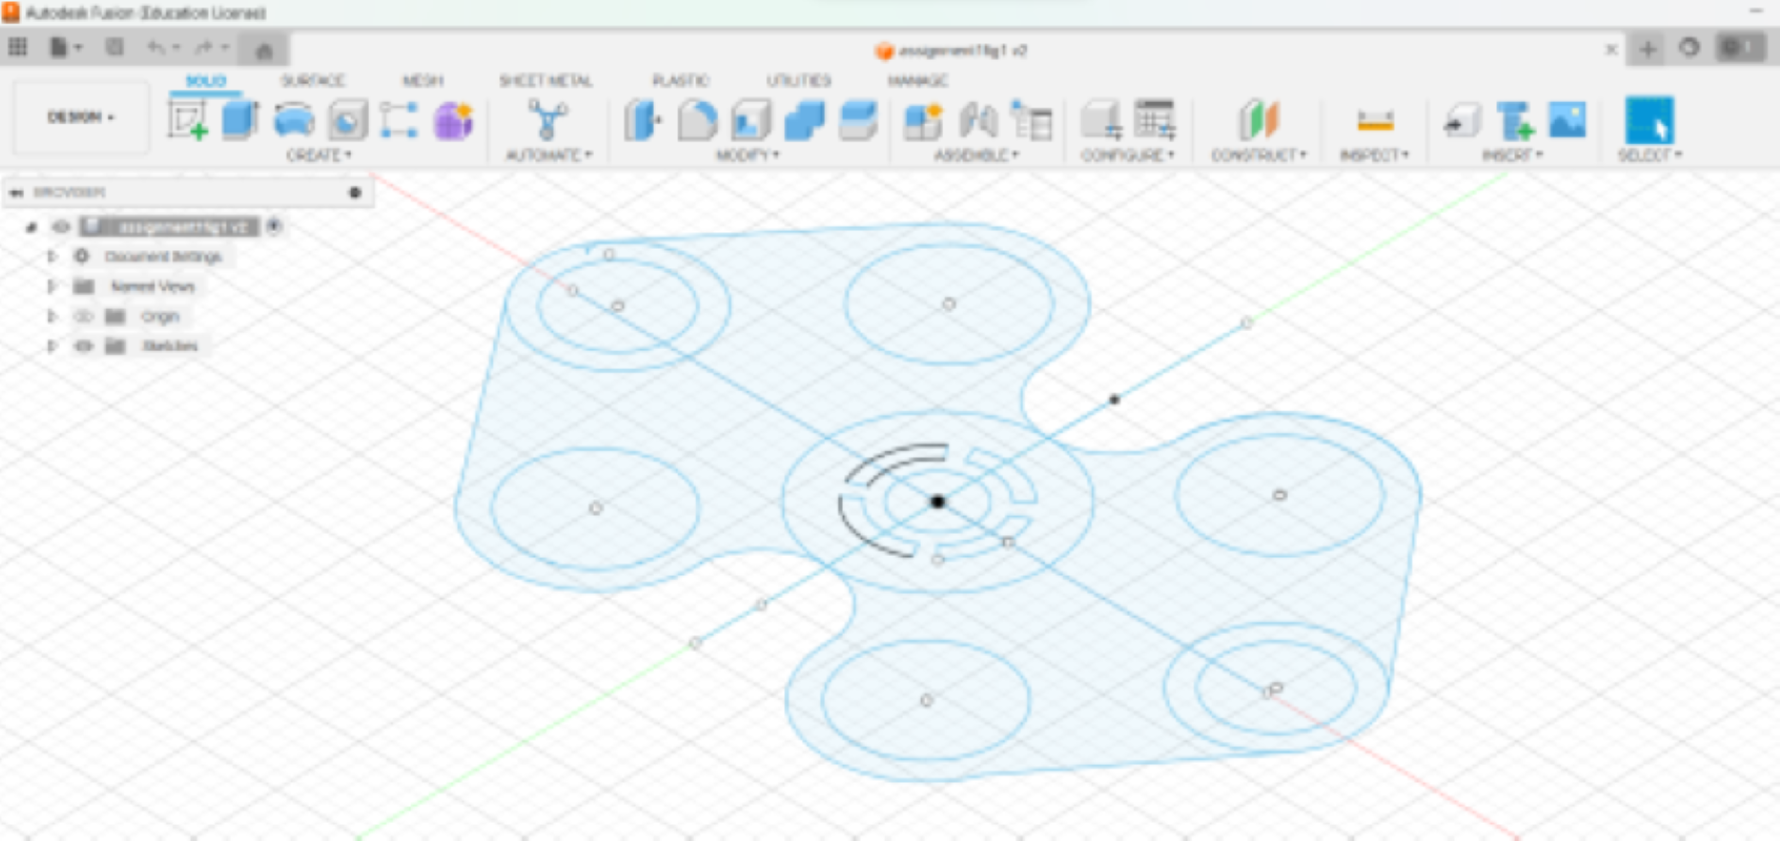 Autodesk Fusion (Education License)
assignment1fig1 v2
SOLID SURFACE MESH SHEET METAL PLASTIC UTILITIES MANAGE
DESIGN
CREATE AUTOMATE MODIFY ASSEMBLE CONFIGURE CONSTRUCT INSPECT INSERT SELECT
BROWSER
assignment1fig1 v2
Document Settings
Named Views
Origin
Sketches